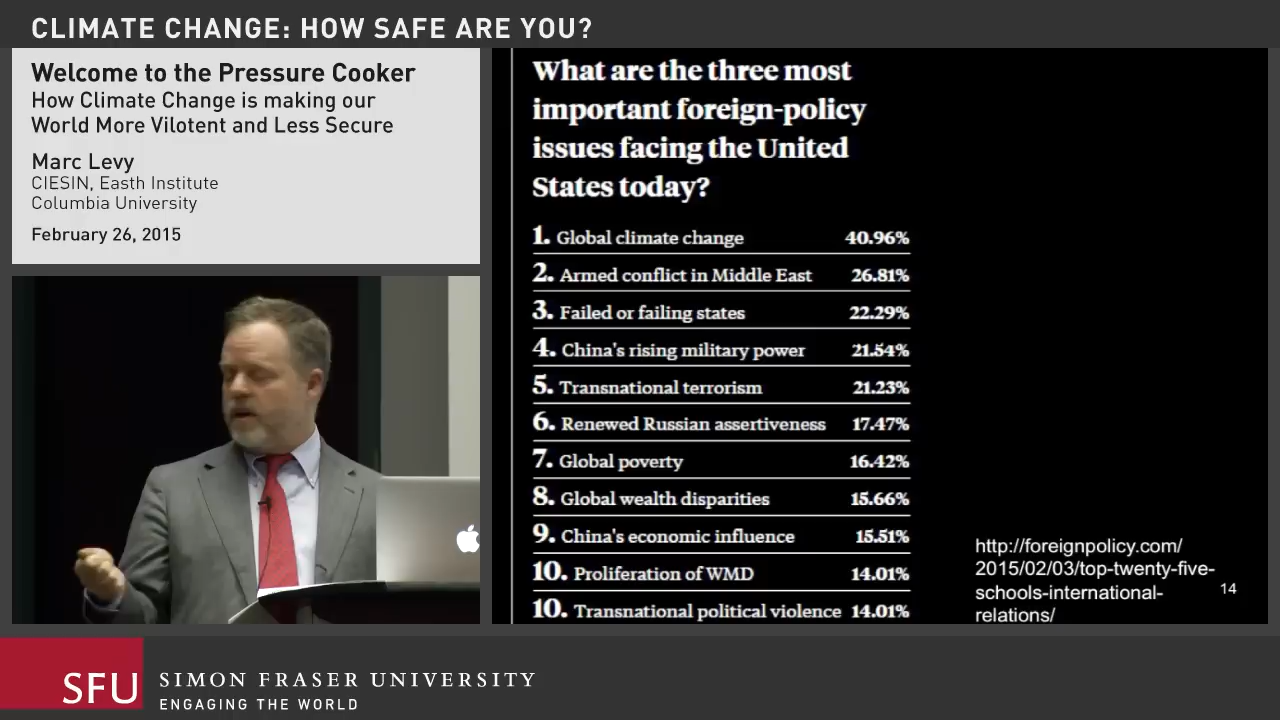 CLIMATE CHANGE: HOW SAFE ARE YOU?
Welcome to the Pressure Cooker
How Climate Change is making our
World More Vilotent and Less Secure
Marc Levy
CIESIN, Easth Institute
Columbia University
February 26, 2015
What are the three most
important foreign-policy
issues facing the United
States today?
1. Global climate change 40.96%
2. Armed conflict in Middle East 26.81%
3. Failed or failing states 22.29%
4. China's rising military power 21.54%
5. Transnational terrorism 21.23%
6. Renewed Russian assertiveness 17.47%
7. Global poverty 16.42%
8. Global wealth disparities 15.66%
9. China's economic influence 15.51%
10. Proliferation of WMD 14.01%
10. Transnational political violence 14.01%
http://foreignpolicy.com/
2015/02/03/top-twenty-five-
schools-international-
relations/
14
SFU SIMON FRASER UNIVERSITY
ENGAGING THE WORLD